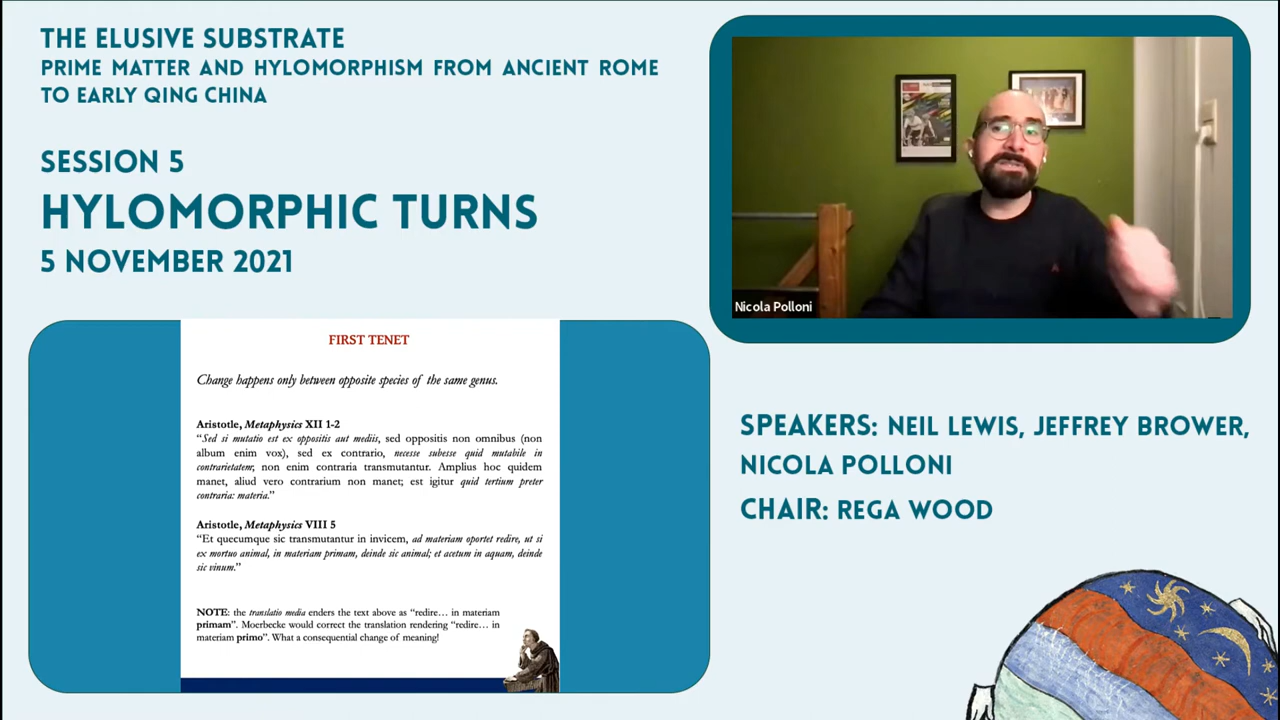 THE ELUSIVE SUBSTRATE
PRIME MATTER AND HYLOMORPHISM FROM ANCIENT ROME
TO EARLY QING CHINA
SESSION 5
HYLOMORPHIC TURNS
5 NOVEMBER 2021
FIRST TENET
Change happens only between opposite species of the same genus.
Aristotle, Metaphysics XII 1-2
“Sed si mutatio est ex oppositis aut mediis, sed oppositis non omnibus (non
album enim vox), sed ex contrario, necesse subesse quid mutabile in
contrarietatem; non enim contraria transmutantur. Amplius hoc quidem
manet, aliud vero contrarium non manet; est igitur quid tertium preter
contraria: materia.”
Aristotle, Metaphysics VIII 5
“Et quecumque sic transmutantur in invicem, ad materiam oportet redire, ut si
ex mortuo animal, in materiam primam, deinde sic animal; et acetum in aquam, deinde
sic vinum.”
NOTE: the translatio media enders the text above as “redire… in materiam
primam”. Moerbecke would correct the translation rendering “redire… in
materiam primo”. What a consequential change of meaning!
Nicola Polloni
SPEAKERS: NEIL LEWIS, JEFFREY BROWER,
NICOLA POLLONI
CHAIR: REGA WOOD